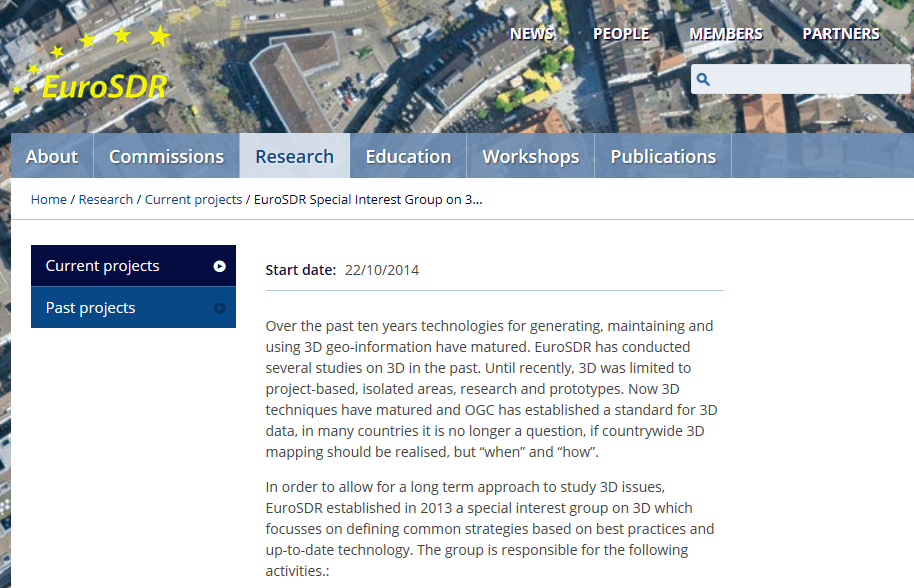 NEWS PEOPLE MEMBERS PARTNERS
EuroSDR
About Commissions Research Education Workshops Publications
Home / Research / Current projects / EuroSDR Special Interest Group on 3...
Current projects
Past projects
Start date: 22/10/2014
Over the past ten years technologies for generating, maintaining and
using 3D geo-information have matured. EuroSDR has conducted
several studies on 3D in the past. Until recently, 3D was limited to
project-based, isolated areas, research and prototypes. Now 3D
techniques have matured and OGC has established a standard for 3D
data, in many countries it is no longer a question, if countrywide 3D
mapping should be realised, but “when” and “how”.
In order to allow for a long term approach to study 3D issues,
EuroSDR established in 2013 a special interest group on 3D which
focusses on defining common strategies based on best practices and
up-to-date technology. The group is responsible for the following
activities.: